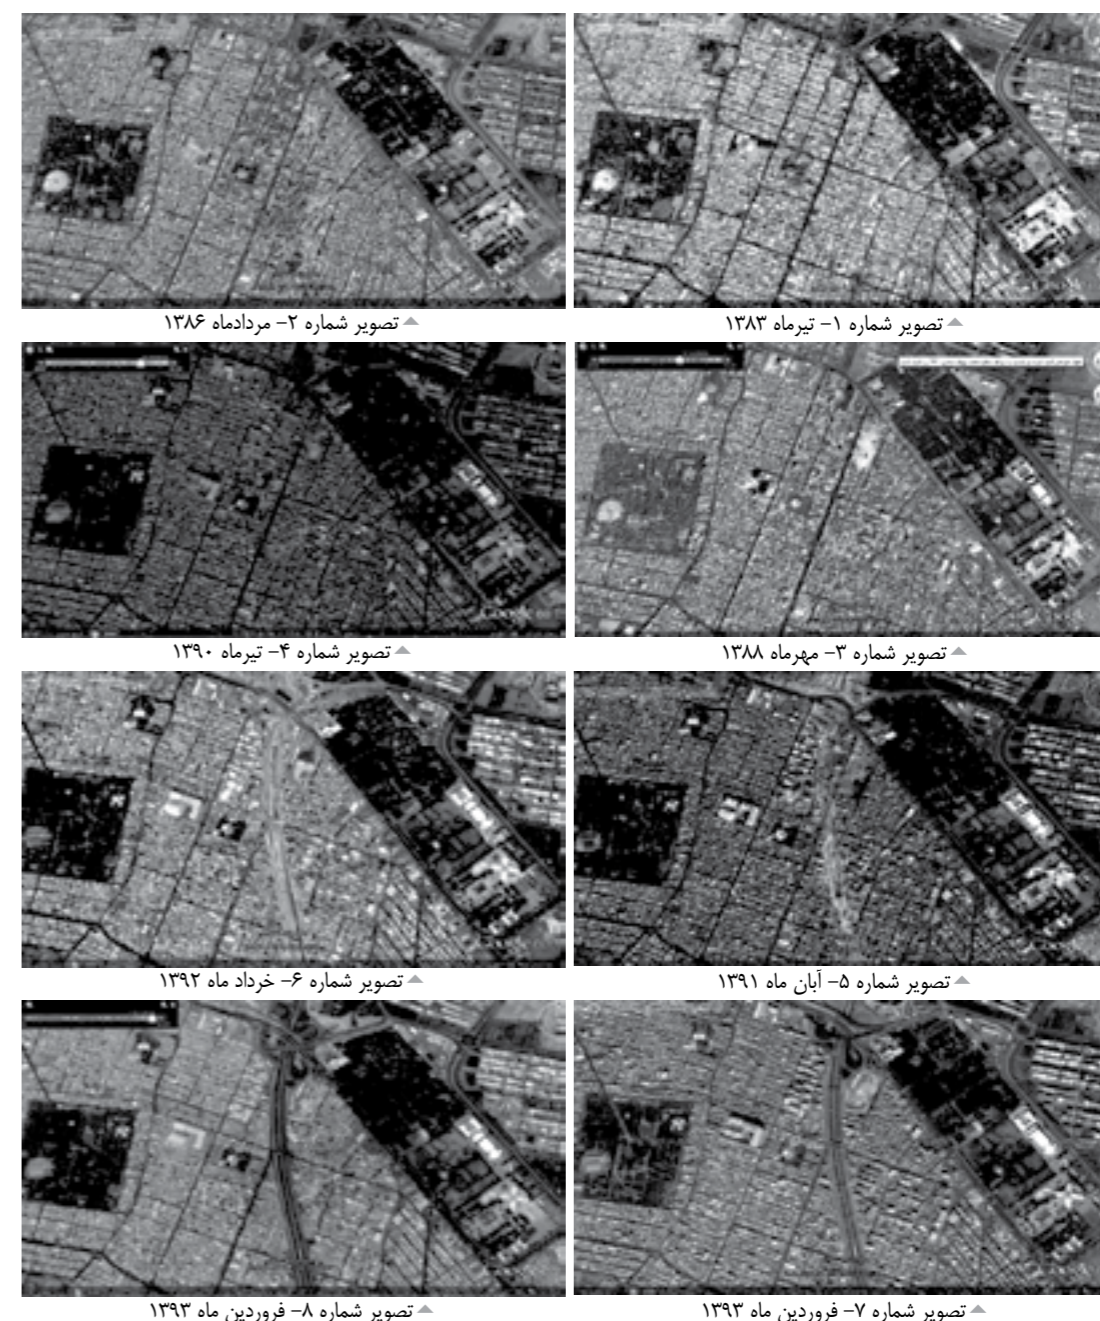 تصویر شماره ۱- تیرماه ۱۳۸۳
تصویر شماره ۲- مردادماه ۱۳۸۶
تصویر شماره ۳- مهرماه ۱۳۸۸
تصویر شماره ۴- تیرماه ۱۳۹۰
تصویر شماره ۵- آبان ماه ۱۳۹۱
تصویر شماره ۶- خرداد ماه ۱۳۹۲
تصویر شماره ۷- فروردین ماه ۱۳۹۳
تصویر شماره ۸- فروردین ماه ۱۳۹۳